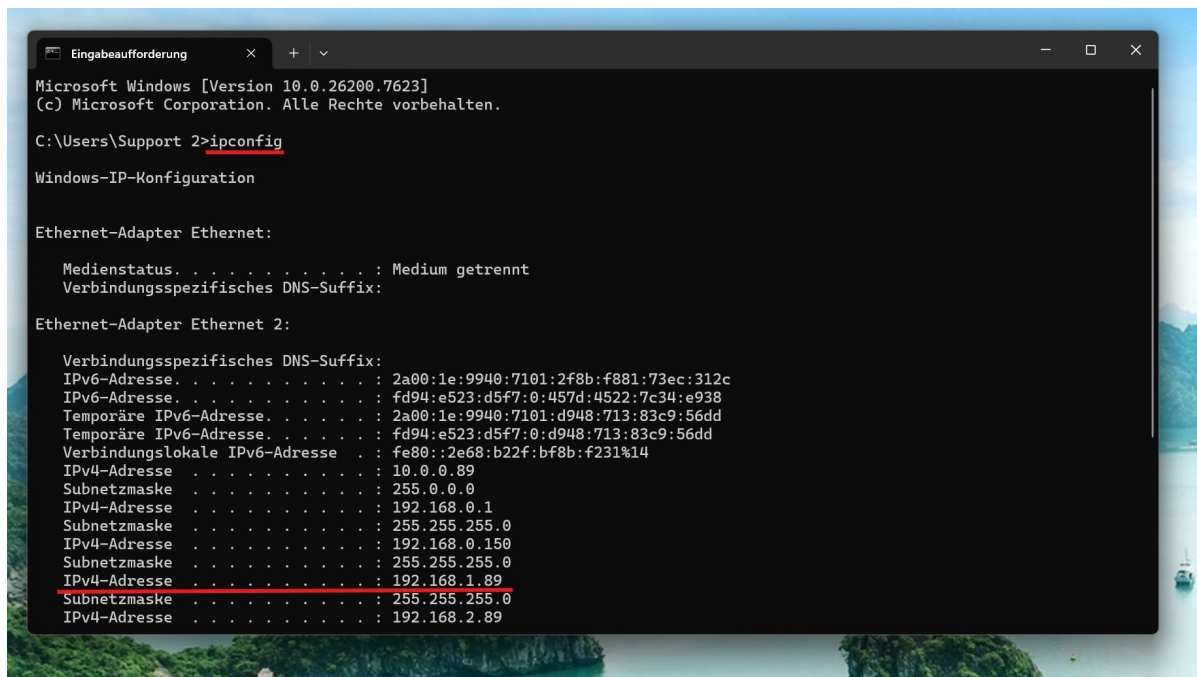 Eingabeaufforderung
Microsoft Windows [Version 10.0.26200.7623]
(c) Microsoft Corporation. Alle Rechte vorbehalten.
C:\Users\Support 2>ipconfig
Windows-IP-Konfiguration
Ethernet-Adapter Ethernet:
Medienstatus. . . . . . . . . . . : Medium getrennt
Verbindungsspezifisches DNS-Suffix:
Ethernet-Adapter Ethernet 2:
Verbindungsspezifisches DNS-Suffix:
IPv6-Adresse. . . . . . . . . . . : 2a00:1e:9940:7101:2f8b:f881:73ec:312c
IPv6-Adresse. . . . . . . . . . . : fd94:e523:d5f7:0:457d:4522:7c34:e938
Temporäre IPv6-Adresse. . . . . . : 2a00:1e:9940:7101:d948:713:83c9:56dd
Temporäre IPv6-Adresse. . . . . . : fd94:e523:d5f7:0:d948:713:83c9:56dd
Verbindungslokale IPv6-Adresse  . : fe80::2e68:b22f:bf8b:f231%14
IPv4-Adresse  . . . . . . . . . . : 10.0.0.89
Subnetzmaske  . . . . . . . . . . : 255.0.0.0
IPv4-Adresse  . . . . . . . . . . : 192.168.0.1
Subnetzmaske  . . . . . . . . . . : 255.255.255.0
IPv4-Adresse  . . . . . . . . . . : 192.168.0.150
Subnetzmaske  . . . . . . . . . . : 255.255.255.0
IPv4-Adresse  . . . . . . . . . . : 192.168.1.89
Subnetzmaske  . . . . . . . . . . : 255.255.255.0
IPv4-Adresse  . . . . . . . . . . : 192.168.2.89